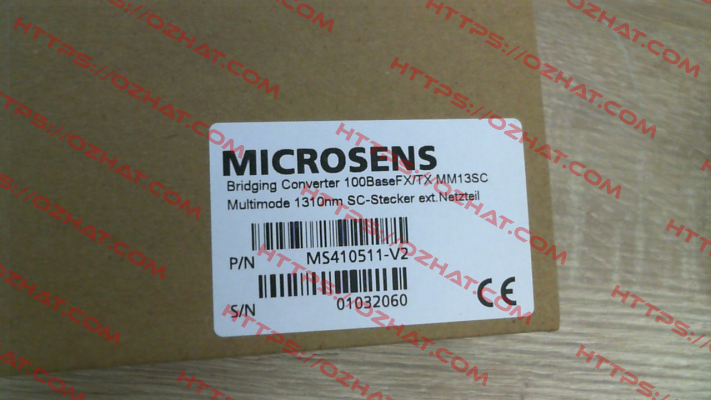 MICROSENS
Bridging Converter 100BaseFX/TX MM13SC
Multimode 1310nm SC-Stecker ext.Netzteil
P/N MS410511-V2
S/N 01032060
CE
HTTPS://OZHAT.COM